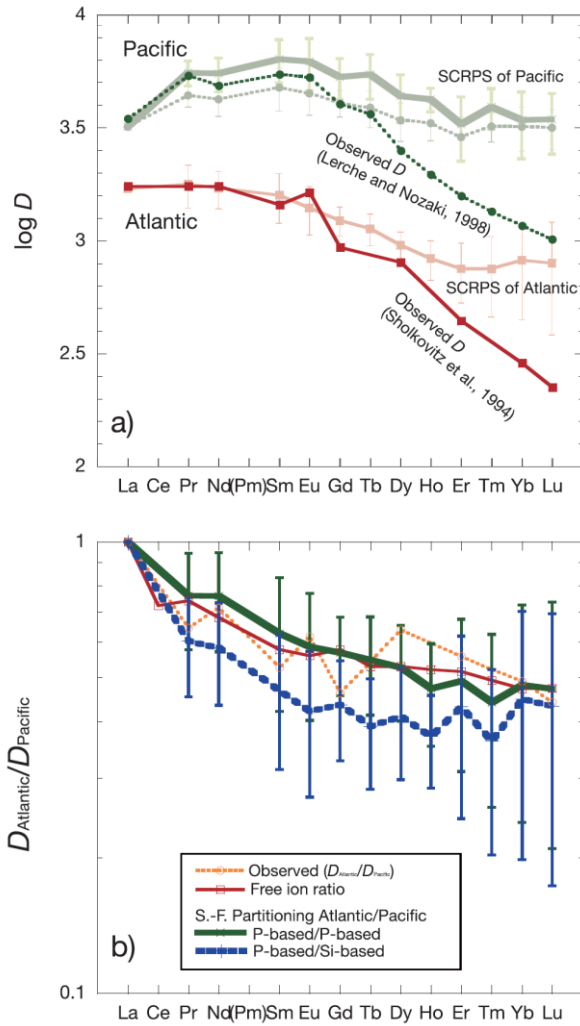 4
3.5
3
2.5
2
log D
Pacific
SCRPS of Pacific
Observed D
(Lerche and Nozaki, 1998)
Atlantic
SCRPS of Atlantic
Observed D
(Sholkovitz et al., 1994)
a)
La Ce Pr Nd(Pm) Sm Eu Gd Tb Dy Ho Er Tm Yb Lu
1
0.1
DAtlantic/DPacific
Observed (DAtlantic/DPacific)
Free ion ratio
S.-F. Partitioning Atlantic/Pacific
P-based/P-based
P-based/Si-based
b)
La Ce Pr Nd(Pm) Sm Eu Gd Tb Dy Ho Er Tm Yb Lu